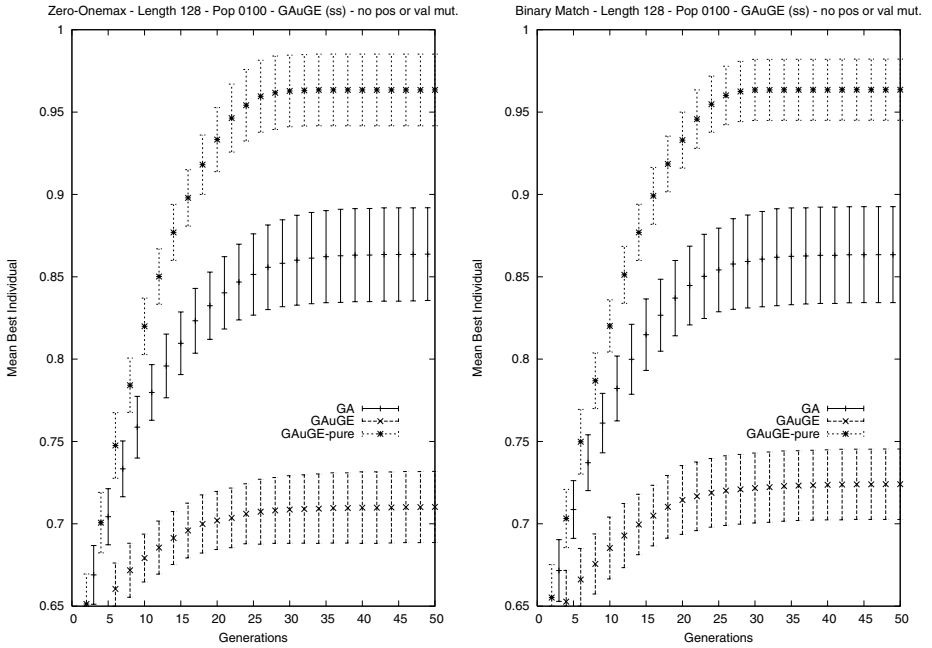 Zero-Onemax - Length 128 - Pop 0100 - GAuGE (ss) - no pos or val mut.
1
0.95
0.9
0.85
0.8
0.75
0.7
0.65
Mean Best Individual
GA
GAuGE
GAuGE-pure
0 5 10 15 20 25 30 35 40 45 50
Generations
Binary Match - Length 128 - Pop 0100 - GAuGE (ss) - no pos or val mut.
1
0.95
0.9
0.85
0.8
0.75
0.7
0.65
Mean Best Individual
GA
GAuGE
GAuGE-pure
0 5 10 15 20 25 30 35 40 45 50
Generations